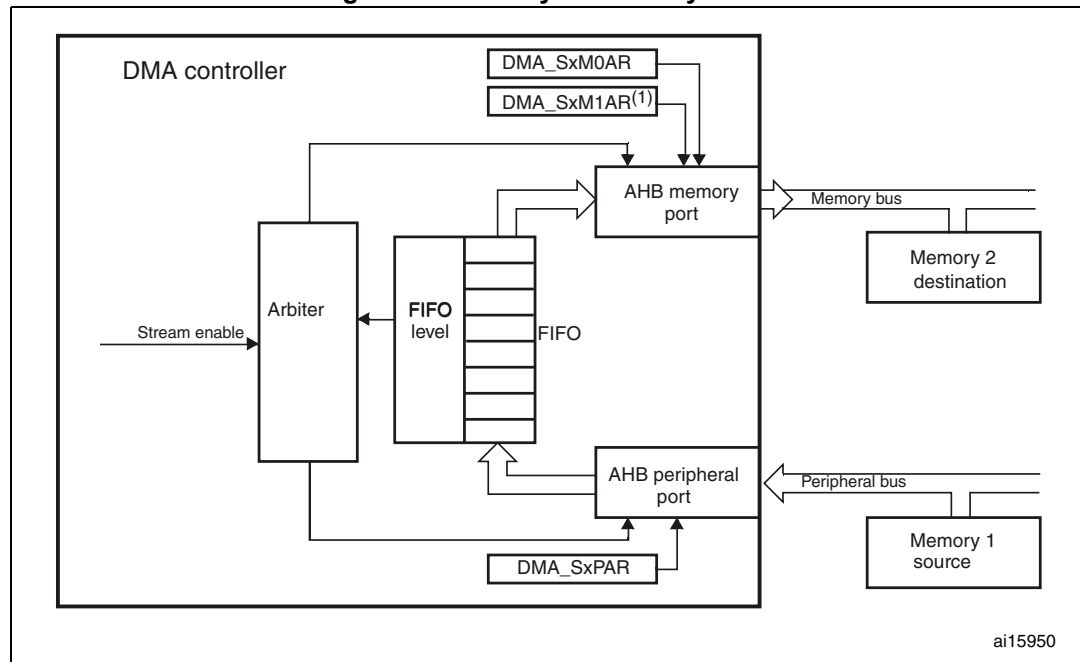 DMA controller
DMA_SxM0AR
DMA_SxM1AR(1)
AHB memory
port
Memory bus
Memory 2
destination
Arbiter
FIFO
level
FIFO
Stream enable
AHB peripheral
port
Peripheral bus
Memory 1
source
DMA_SxPAR
ai15950